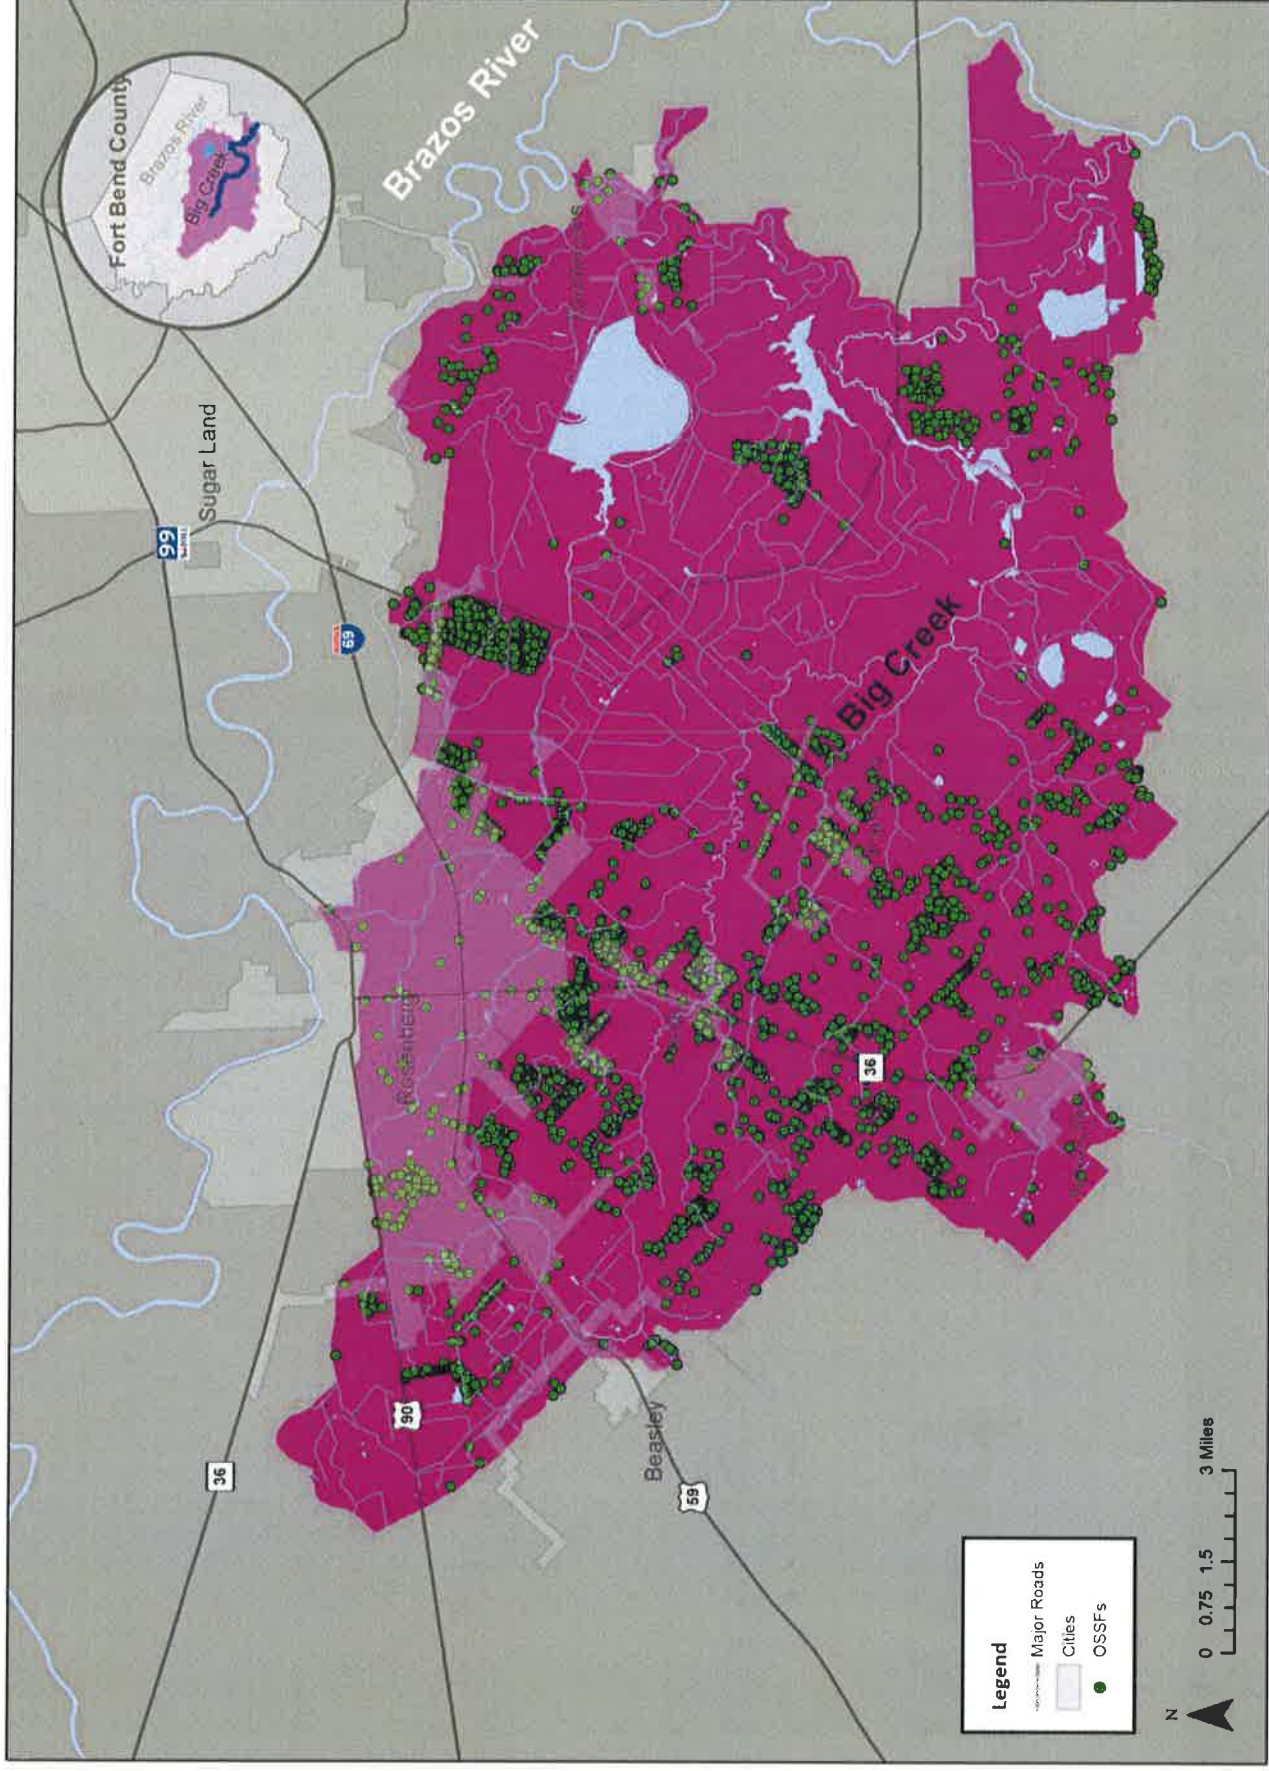 Fort Bend County
Brazos River
Big Creek
Brazos River
Sugar Land
99
69
Rosenberg
Big Creek
36
36
90
Beasley
59
Legend
Major Roads
Cities
OSSFs
N
0 0.75 1.5 3 Miles